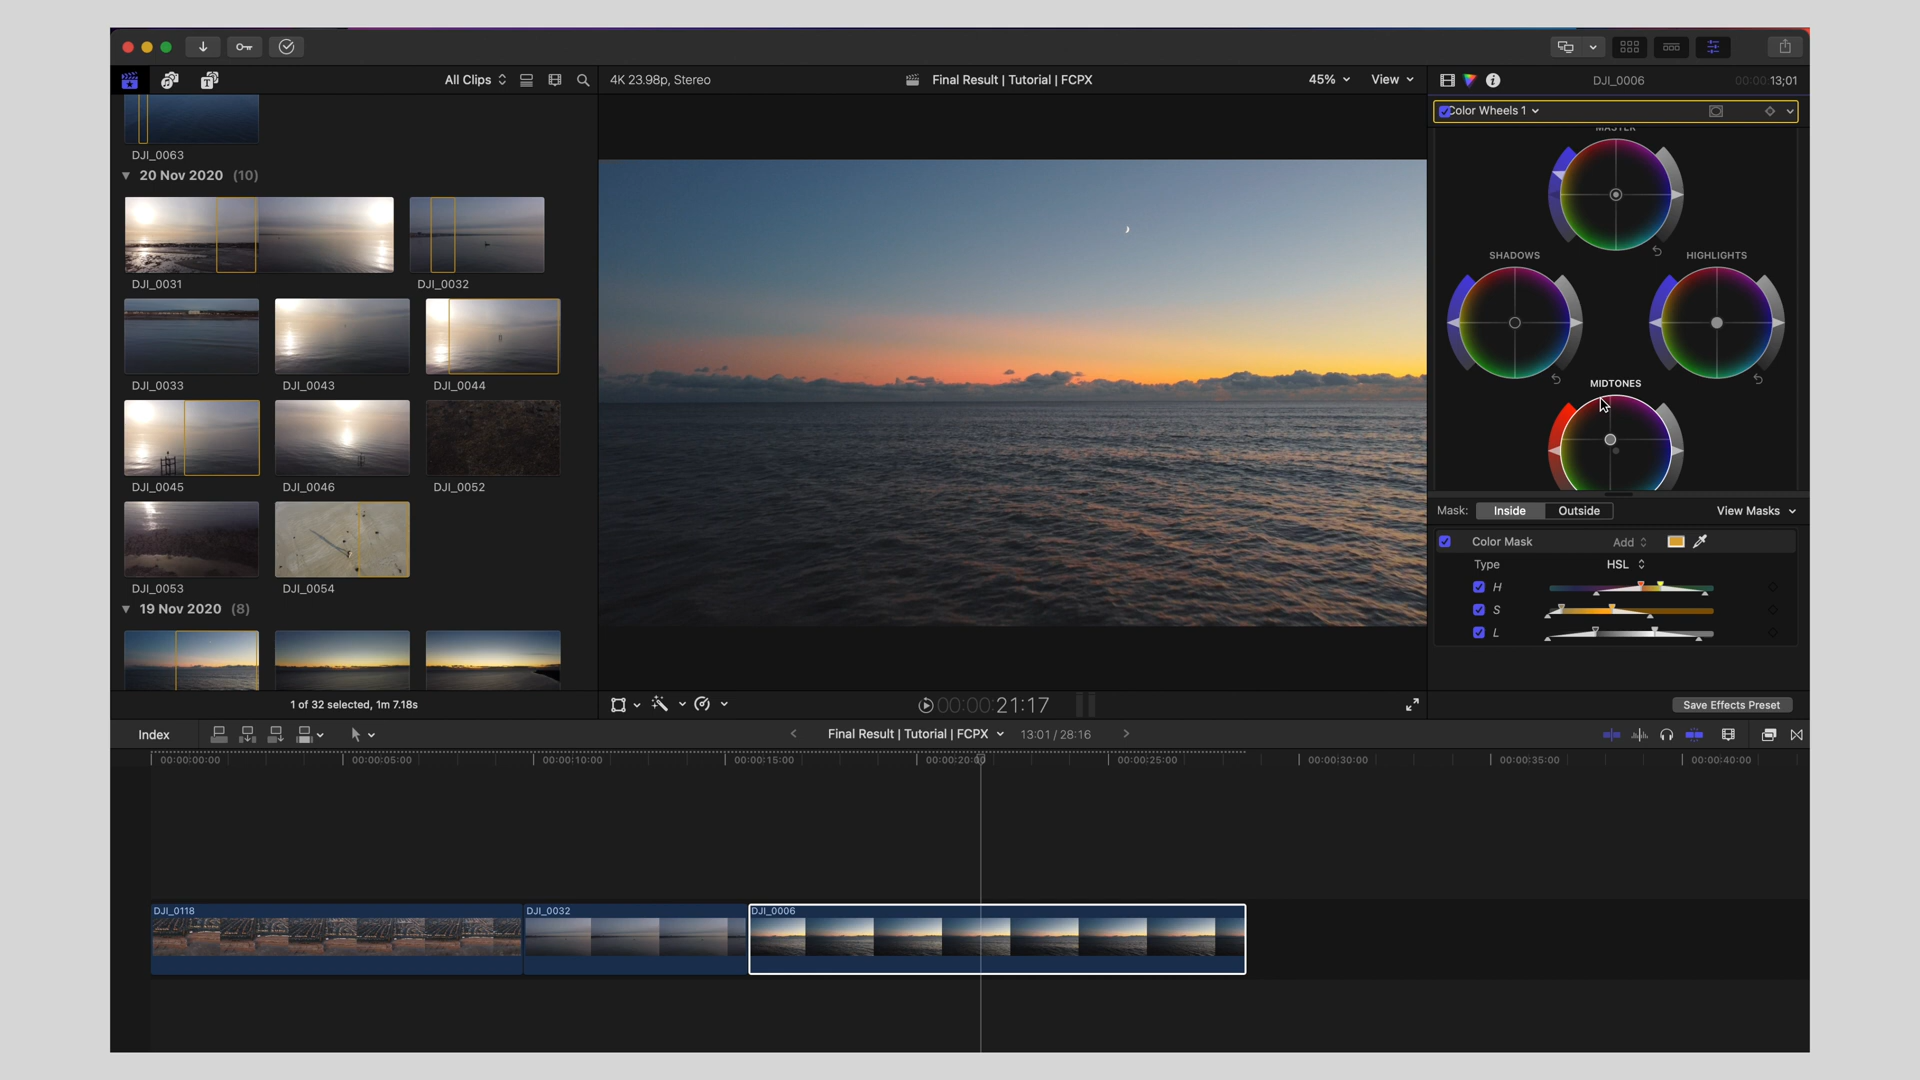 All Clips
4K 23.98p, Stereo
Final Result | Tutorial | FCPX
45%
View
DJI_0006
00:00:13;01
Color Wheels 1
MASTER
SHADOWS
HIGHLIGHTS
MIDTONES
DJI_0063
20 Nov 2020 (10)
DJI_0031
DJI_0032
DJI_0033
DJI_0043
DJI_0044
DJI_0045
DJI_0046
DJI_0052
DJI_0053
DJI_0054
19 Nov 2020 (8)
1 of 32 selected, 1m 7.18s
00:00:21:17
Mask:
Inside
Outside
View Masks
Color Mask
Add
Type
HSL
H
S
L
Save Effects Preset
Index
Final Result | Tutorial | FCPX
13:01 / 28:16
00:00:00:00
00:00:05:00
00:00:10:00
00:00:15:00
00:00:20:00
00:00:25:00
00:00:30:00
00:00:35:00
00:00:40:00
DJI_0118
DJI_0032
DJI_0006